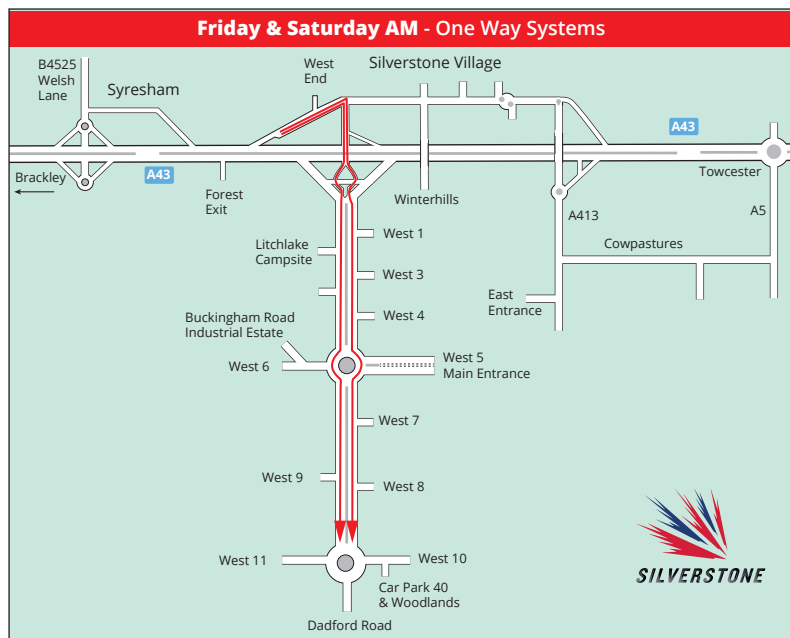 Friday & Saturday AM - One Way Systems
B4525
Welsh
Lane
Syresham
West
End
Silverstone Village
A43
A43
Brackley
Forest
Exit
Winterhills
Towcester
A413
A5
Cowpastures
West 1
Litchlake
Campsite
West 3
East
Entrance
West 4
Buckingham Road
Industrial Estate
West 6
West 5
Main Entrance
West 7
West 9
West 8
West 11
West 10
Car Park 40
& Woodlands
Dadford Road
SILVERSTONE